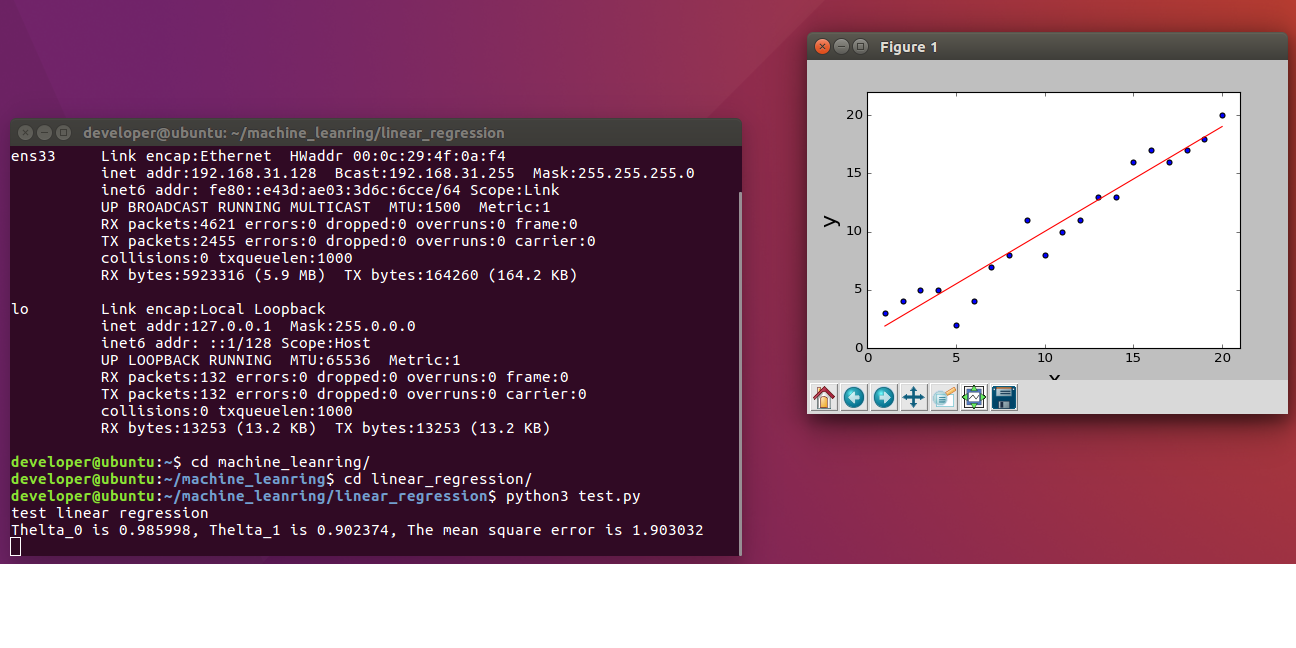 developer@ubuntu: ~/machine_leanring/linear_regression
ens33     Link encap:Ethernet  HWaddr 00:0c:29:4f:0a:f4
          inet addr:192.168.31.128  Bcast:192.168.31.255  Mask:255.255.255.0
          inet6 addr: fe80::e43d:ae03:3d6c:6cce/64 Scope:Link
          UP BROADCAST RUNNING MULTICAST  MTU:1500  Metric:1
          RX packets:4621 errors:0 dropped:0 overruns:0 frame:0
          TX packets:2455 errors:0 dropped:0 overruns:0 carrier:0
          collisions:0 txqueuelen:1000
          RX bytes:5923316 (5.9 MB)  TX bytes:164260 (164.2 KB)
lo        Link encap:Local Loopback
          inet addr:127.0.0.1  Mask:255.0.0.0
          inet6 addr: ::1/128 Scope:Host
          UP LOOPBACK RUNNING  MTU:65536  Metric:1
          RX packets:132 errors:0 dropped:0 overruns:0 frame:0
          TX packets:132 errors:0 dropped:0 overruns:0 carrier:0
          collisions:0 txqueuelen:1000
          RX bytes:13253 (13.2 KB)  TX bytes:13253 (13.2 KB)
developer@ubuntu:~$ cd machine_leanring/
developer@ubuntu:~/machine_leanring$ cd linear_regression/
developer@ubuntu:~/machine_leanring/linear_regression$ python3 test.py
test linear regression
Thelta_0 is 0.985998, Thelta_1 is 0.902374, The mean square error is 1.903032
Figure 1
20
15
10
5
0
y
0 5 10 15 20
x